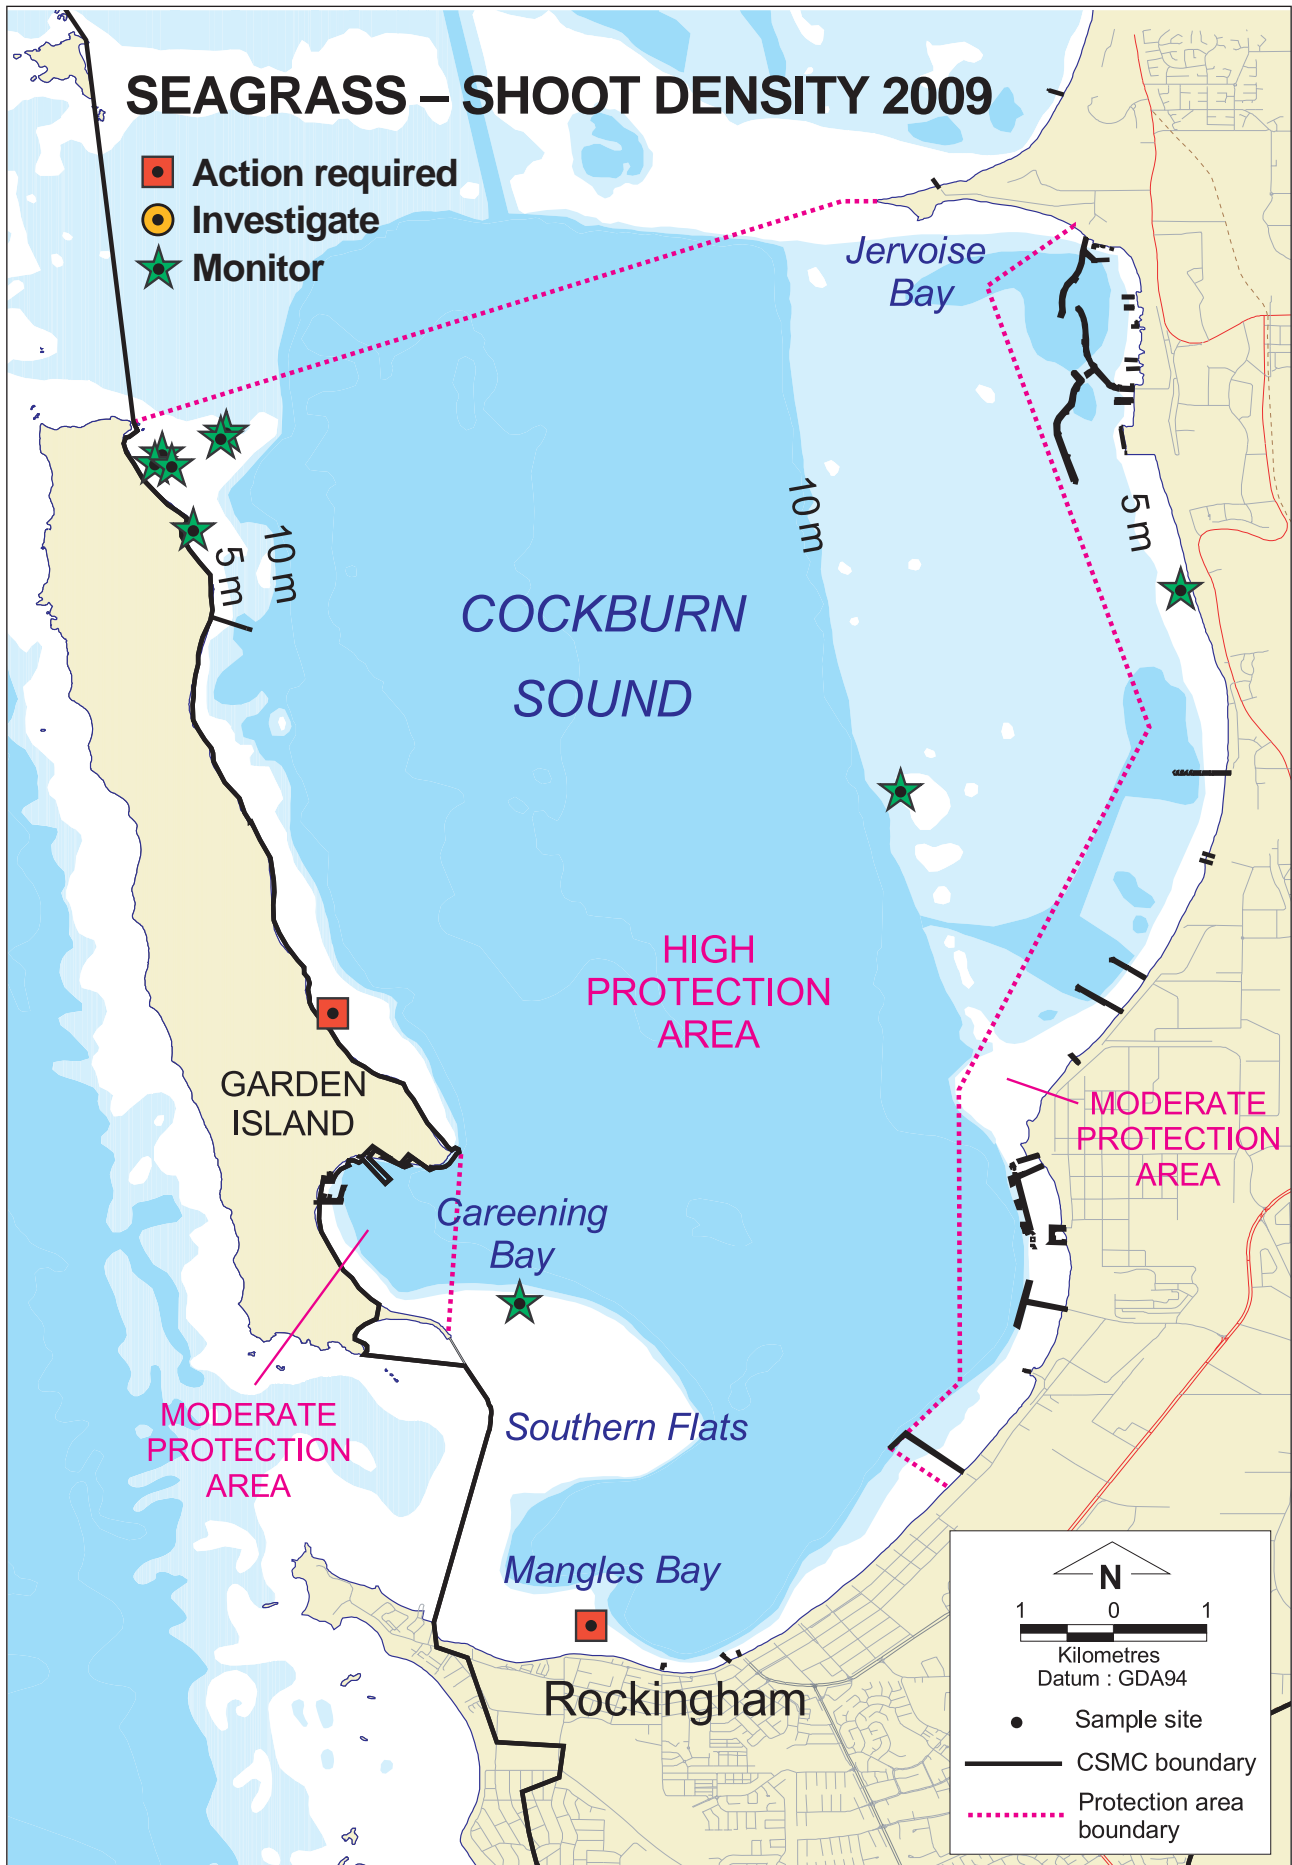 SEAGRASS – SHOOT DENSITY 2009
Action required
Investigate
Monitor
Jervoise
Bay
10 m
5 m
5 m
10 m
COCKBURN
SOUND
HIGH
PROTECTION
AREA
GARDEN
ISLAND
MODERATE
PROTECTION
AREA
Careening
Bay
MODERATE
PROTECTION
AREA
Southern Flats
Mangles Bay
Rockingham
N
1 0 1
Kilometres
Datum : GDA94
Sample site
CSMC boundary
Protection area
boundary